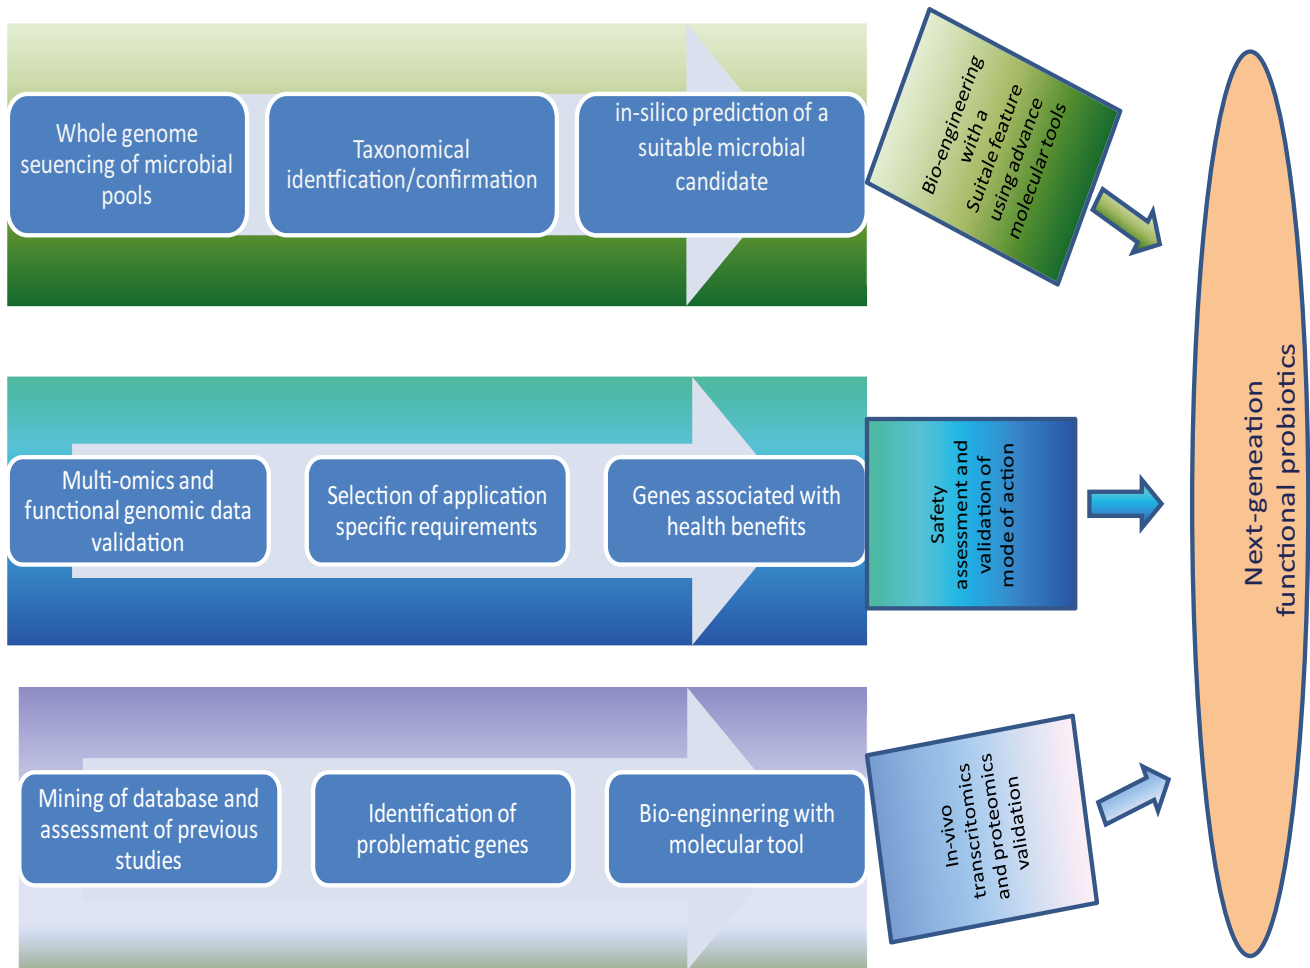 Whole genome
seuencing of microbial
pools
Taxonomical
identfication/confirmation
in-silico prediction of a
suitable microbial
candidate
Bio-engineering
with a
Suitale feature
using advance
molecular tools
Multi-omics and
functional genomic data
validation
Selection of application
specific requirements
Genes associated with
health benefits
Safety
assessment and
validation of
mode of action
Mining of database and
assessment of previous
studies
Identification of
problematic genes
Bio-enginnering with
molecular tool
In-vivo
transcritomics
and proteomics
validation
Next-geneation
functional probiotics